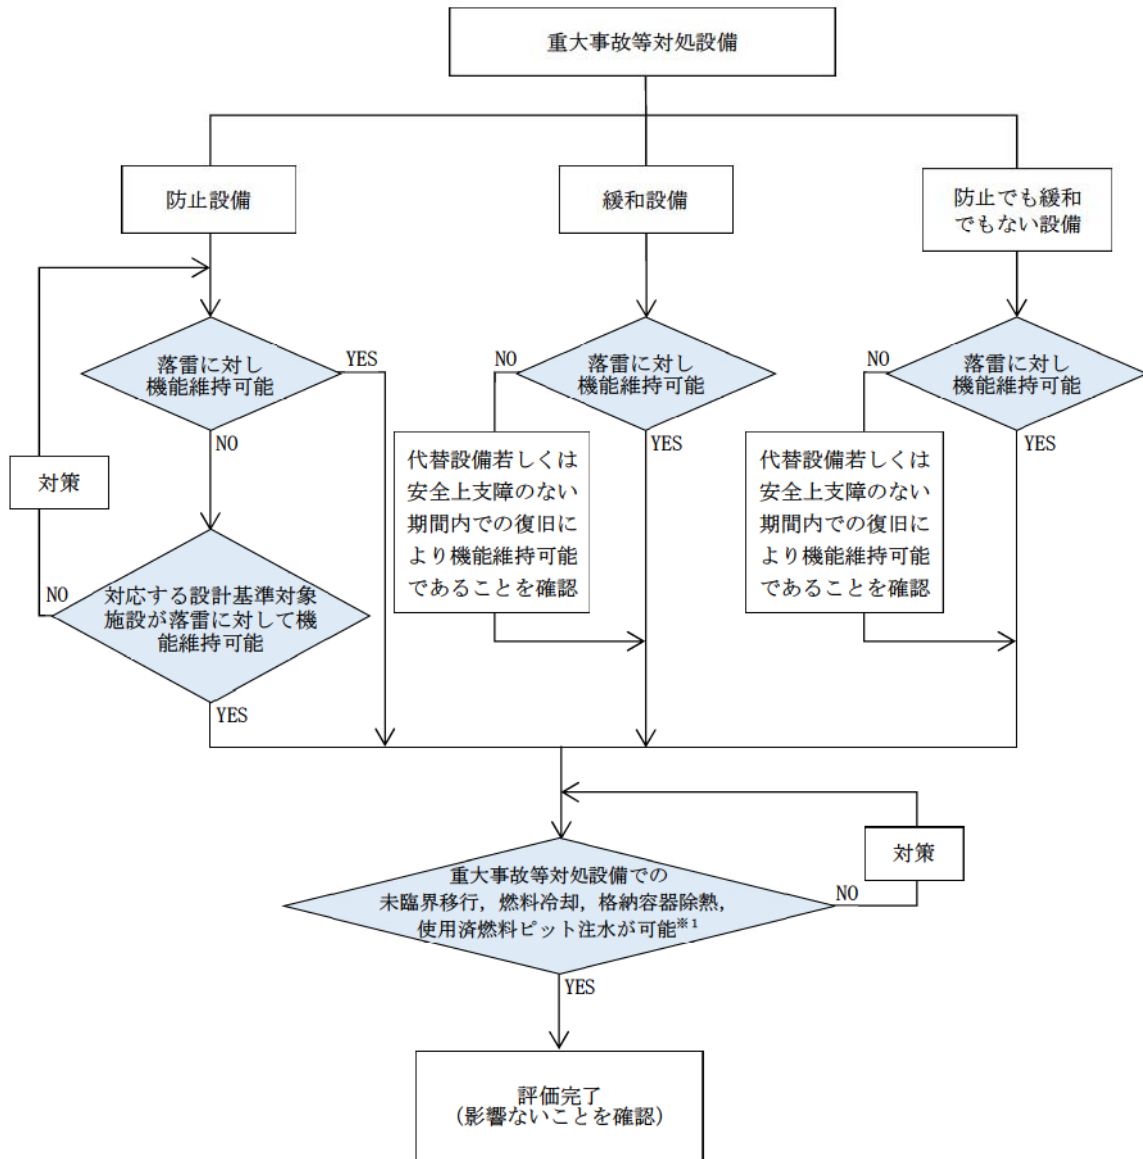 重大事故等対処設備
防止設備
緩和設備
防止でも緩和
でもない設備
落雷に対し
機能維持可能
YES
NO
対策
対応する設計基準対象
施設が落雷に対して機
能維持可能
NO
YES
落雷に対し
機能維持可能
NO
YES
代替設備若しくは
安全上支障のない
期間内での復旧に
より機能維持可能
であることを確認
落雷に対し
機能維持可能
NO
YES
代替設備若しくは
安全上支障のない
期間内での復旧に
より機能維持可能
であることを確認
重大事故等対処設備での
未臨界移行，燃料冷却，格納容器除熱，
使用済燃料ピット注水が可能※1
NO
対策
YES
評価完了
（影響ないことを確認）